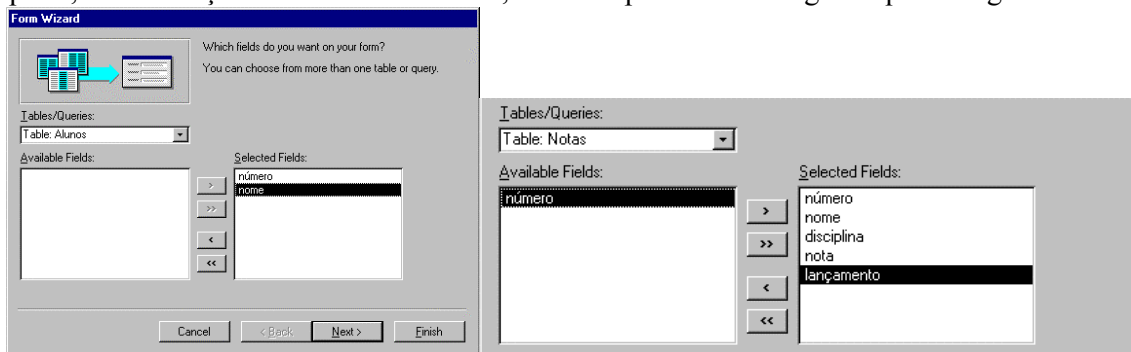 Form Wizard
Which fields do you want on your form?
You can choose from more than one table or query.
Tables/Queries:
Table: Alunos
Available Fields:
Selected Fields:
número
nome
>
>>
<
<<
Cancel
< Back
Next >
Finish
Tables/Queries:
Table: Notas
Available Fields:
Selected Fields:
número
>
>>
<
<<
número
nome
disciplina
nota
lançamento